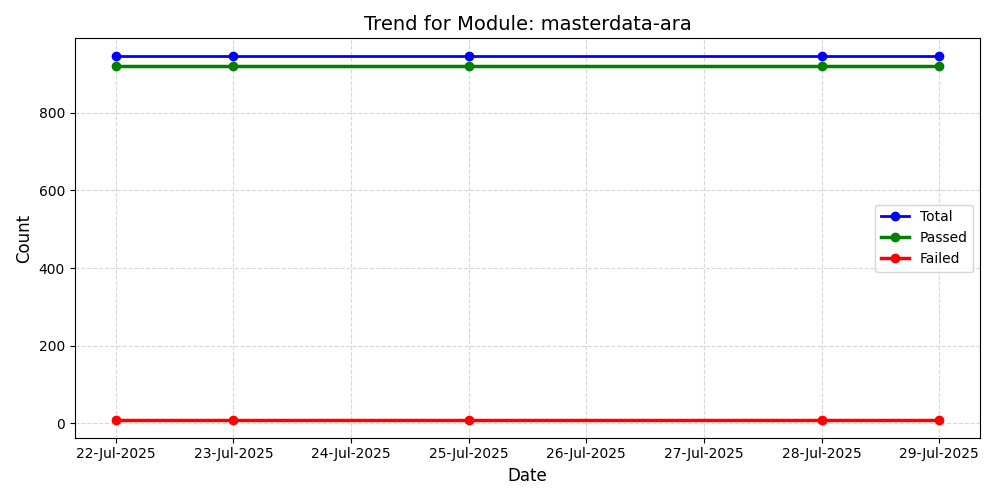 Trend for Module: masterdata-ara
Count
800
600
400
200
0
Total
Passed
Failed
22-Jul-2025 23-Jul-2025 24-Jul-2025 25-Jul-2025 26-Jul-2025 27-Jul-2025 28-Jul-2025 29-Jul-2025
Date